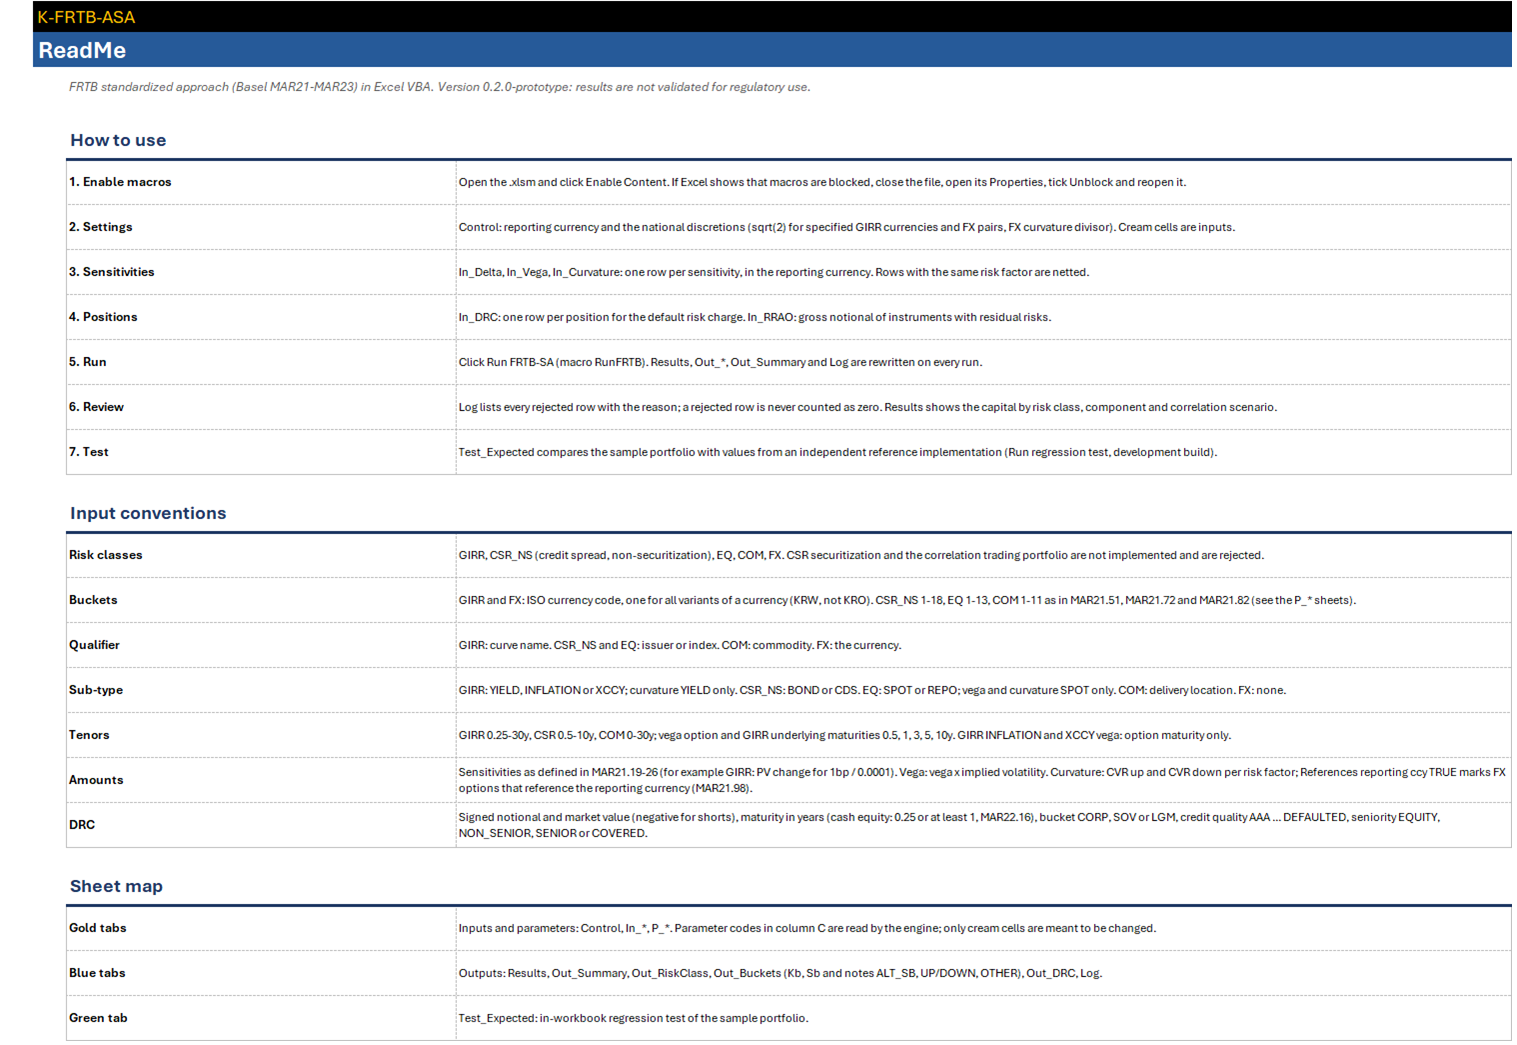 K-FRTB-ASA
ReadMe
FRTB standardized approach (Basel MAR21-MAR23) in Excel VBA. Version 0.2.0-prototype: results are not validated for regulatory use.
How to use
1. Enable macros
Open the .xlsm and click Enable Content. If Excel shows that macros are blocked, close the file, open its Properties, tick Unblock and reopen it.
2. Settings
Control: reporting currency and the national discretions (sqrt(2) for specified GIRR currencies and FX pairs, FX curvature divisor). Cream cells are inputs.
3. Sensitivities
In_Delta, In_Vega, In_Curvature: one row per sensitivity, in the reporting currency. Rows with the same risk factor are netted.
4. Positions
In_DRC: one row per position for the default risk charge. In_RRAO: gross notional of instruments with residual risks.
5. Run
Click Run FRTB-SA (macro RunFRTB). Results, Out_*, Out_Summary and Log are rewritten on every run.
6. Review
Log lists every rejected row with the reason; a rejected row is never counted as zero. Results shows the capital by risk class, component and correlation scenario.
7. Test
Test_Expected compares the sample portfolio with values from an independent reference implementation (Run regression test, development build).
Input conventions
Risk classes
GIRR, CSR_NS (credit spread, non-securitization), EQ, COM, FX. CSR securitization and the correlation trading portfolio are not implemented and are rejected.
Buckets
GIRR and FX: ISO currency code, one for all variants of a currency (KRW, not KRO). CSR_NS 1-18, EQ 1-13, COM 1-11 as in MAR21.51, MAR21.72 and MAR21.82 (see the P_* sheets).
Qualifier
GIRR: curve name. CSR_NS and EQ: issuer or index. COM: commodity. FX: the currency.
Sub-type
GIRR: YIELD, INFLATION or XCCY; curvature YIELD only. CSR_NS: BOND or CDS. EQ: SPOT or REPO; vega and curvature SPOT only. COM: delivery location. FX: none.
Tenors
GIRR 0.25-30y, CSR 0.5-10y, COM 0-30y; vega option and GIRR underlying maturities 0.5, 1, 3, 5, 10y. GIRR INFLATION and XCCY vega: option maturity only.
Amounts
Sensitivities as defined in MAR21.19-26 (for example GIRR: PV change for 1bp / 0.0001). Vega: vega x implied volatility. Curvature: CVR up and CVR down per risk factor; References reporting ccy TRUE marks FX
options that reference the reporting currency (MAR21.98).
DRC
Signed notional and market value (negative for shorts), maturity in years (cash equity: 0.25 or at least 1, MAR22.16), bucket CORP, SOV or LGM, credit quality AAA ... DEFAULTED, seniority EQUITY,
NON_SENIOR, SENIOR or COVERED.
Sheet map
Gold tabs
Inputs and parameters: Control, In_*, P_*. Parameter codes in column C are read by the engine; only cream cells are meant to be changed.
Blue tabs
Outputs: Results, Out_Summary, Out_RiskClass, Out_Buckets (Kb, Sb and notes ALT_SB, UP/DOWN, OTHER), Out_DRC, Log.
Green tab
Test_Expected: in-workbook regression test of the sample portfolio.